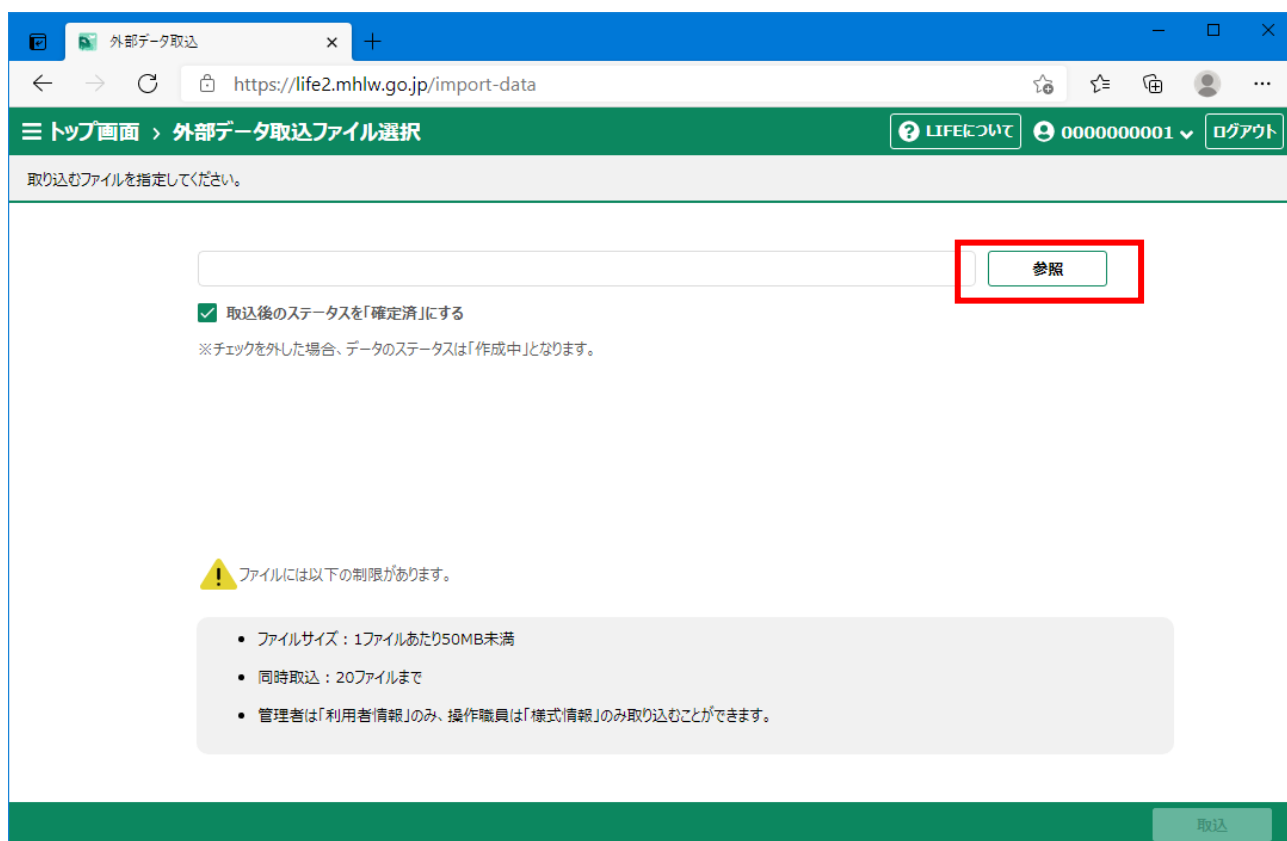 外部データ取込
https://life2.mhlw.go.jp/import-data
トップ画面 › 外部データ取込ファイル選択
LIFEについて
0000000001
ログアウト
取り込むファイルを指定してください。
参照
取込後のステータスを「確定済」にする
※チェックを外した場合、データのステータスは「作成中」となります。
ファイルには以下の制限があります。
• ファイルサイズ：1ファイルあたり50MB未満
• 同時取込：20ファイルまで
• 管理者は「利用者情報」のみ、操作職員は「様式情報」のみ取り込むことができます。
取込